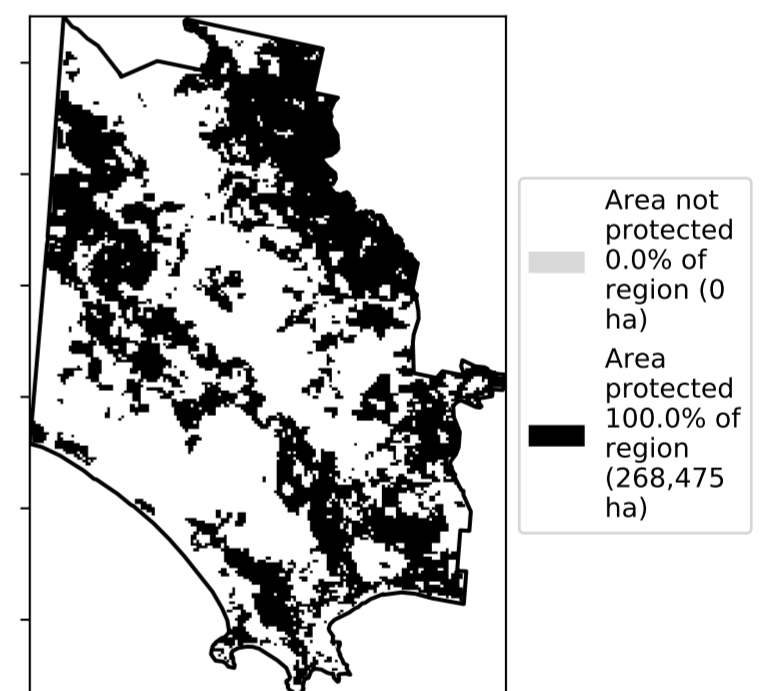 Area not
protected
0.0% of
region (0
ha)
Area
protected
100.0% of
region
(268,475
ha)